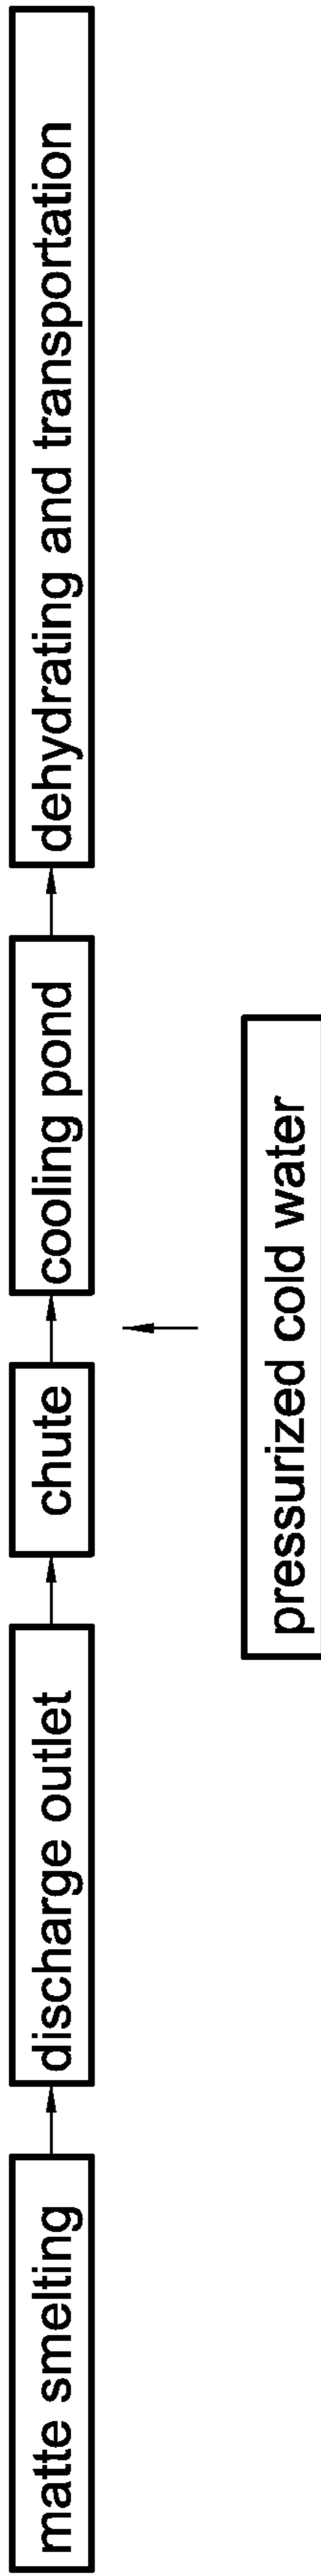 matte smelting
discharge outlet
chute
cooling pond
dehydrating and transportation
pressurized cold water